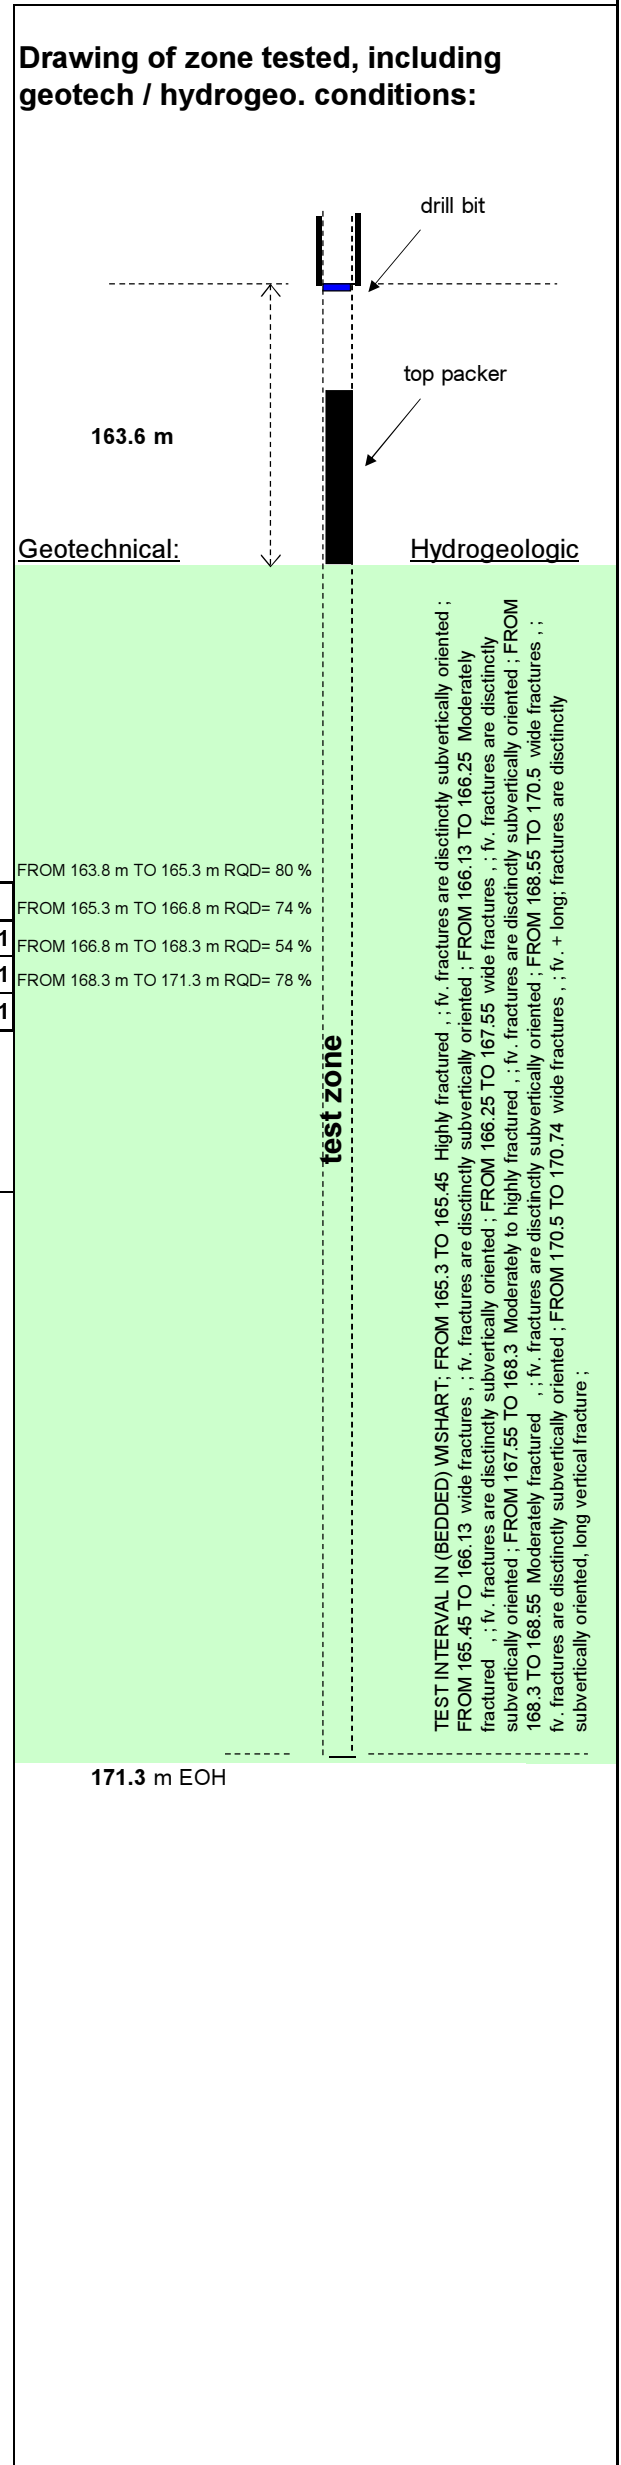 Drawing of zone tested, including
geotech / hydrogeo. conditions:
drill bit
top packer
163.6 m
Geotechnical:
Hydrogeologic
FROM 163.8 m TO 165.3 m RQD= 80 %
FROM 165.3 m TO 166.8 m RQD= 74 %
1
FROM 166.8 m TO 168.3 m RQD= 54 %
1
FROM 168.3 m TO 171.3 m RQD= 78 %
1
test zone
TEST INTERVAL IN (BEDDED) WISHART; FROM 165.3 TO 165.45 Highly fractured , ; fv. fractures are disctinctly subvertically oriented ;
FROM 165.45 TO 166.13 wide fractures , ; fv. fractures are disctinctly subvertically oriented ; FROM 166.13 TO 166.25 Moderately
fractured , ; fv. fractures are disctinctly subvertically oriented ; FROM 166.25 TO 167.55 wide fractures , ; fv. fractures are disctinctly
subvertically oriented ; FROM 167.55 TO 168.3 Moderately to highly fractured , ; fv. fractures are disctinctly subvertically oriented ; FROM
168.3 TO 168.55 Moderately fractured , ; fv. fractures are disctinctly subvertically oriented ; FROM 168.55 TO 170.5 wide fractures , ;
fv. fractures are disctinctly subvertically oriented ; FROM 170.5 TO 170.74 wide fractures , ; fv. + long; fractures are disctinctly
subvertically oriented, long vertical fracture ;
171.3 m EOH